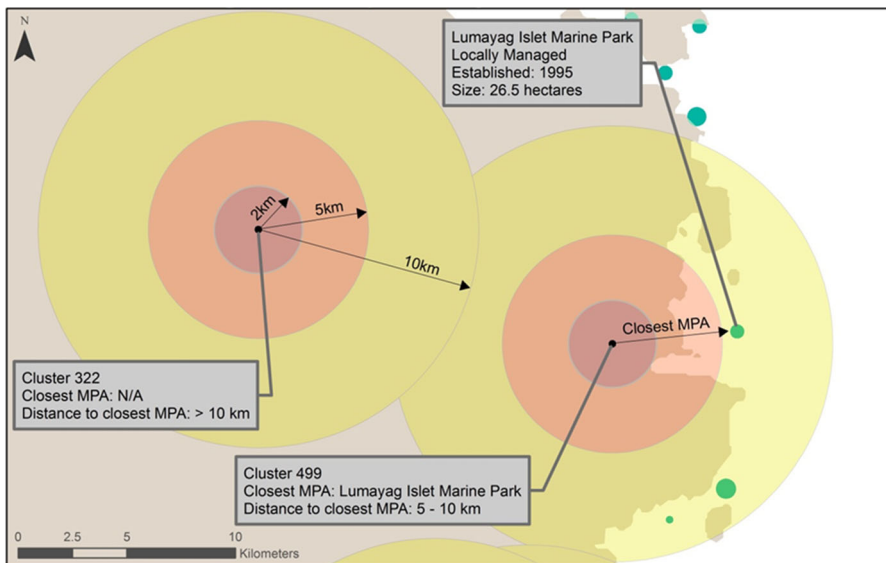 N
Lumayag Islet Marine Park
Locally Managed
Established: 1995
Size: 26.5 hectares
2km
5km
10km
Closest MPA
Cluster 322
Closest MPA: N/A
Distance to closest MPA: > 10 km
Cluster 499
Closest MPA: Lumayag Islet Marine Park
Distance to closest MPA: 5 - 10 km
0 2.5 5 10
Kilometers